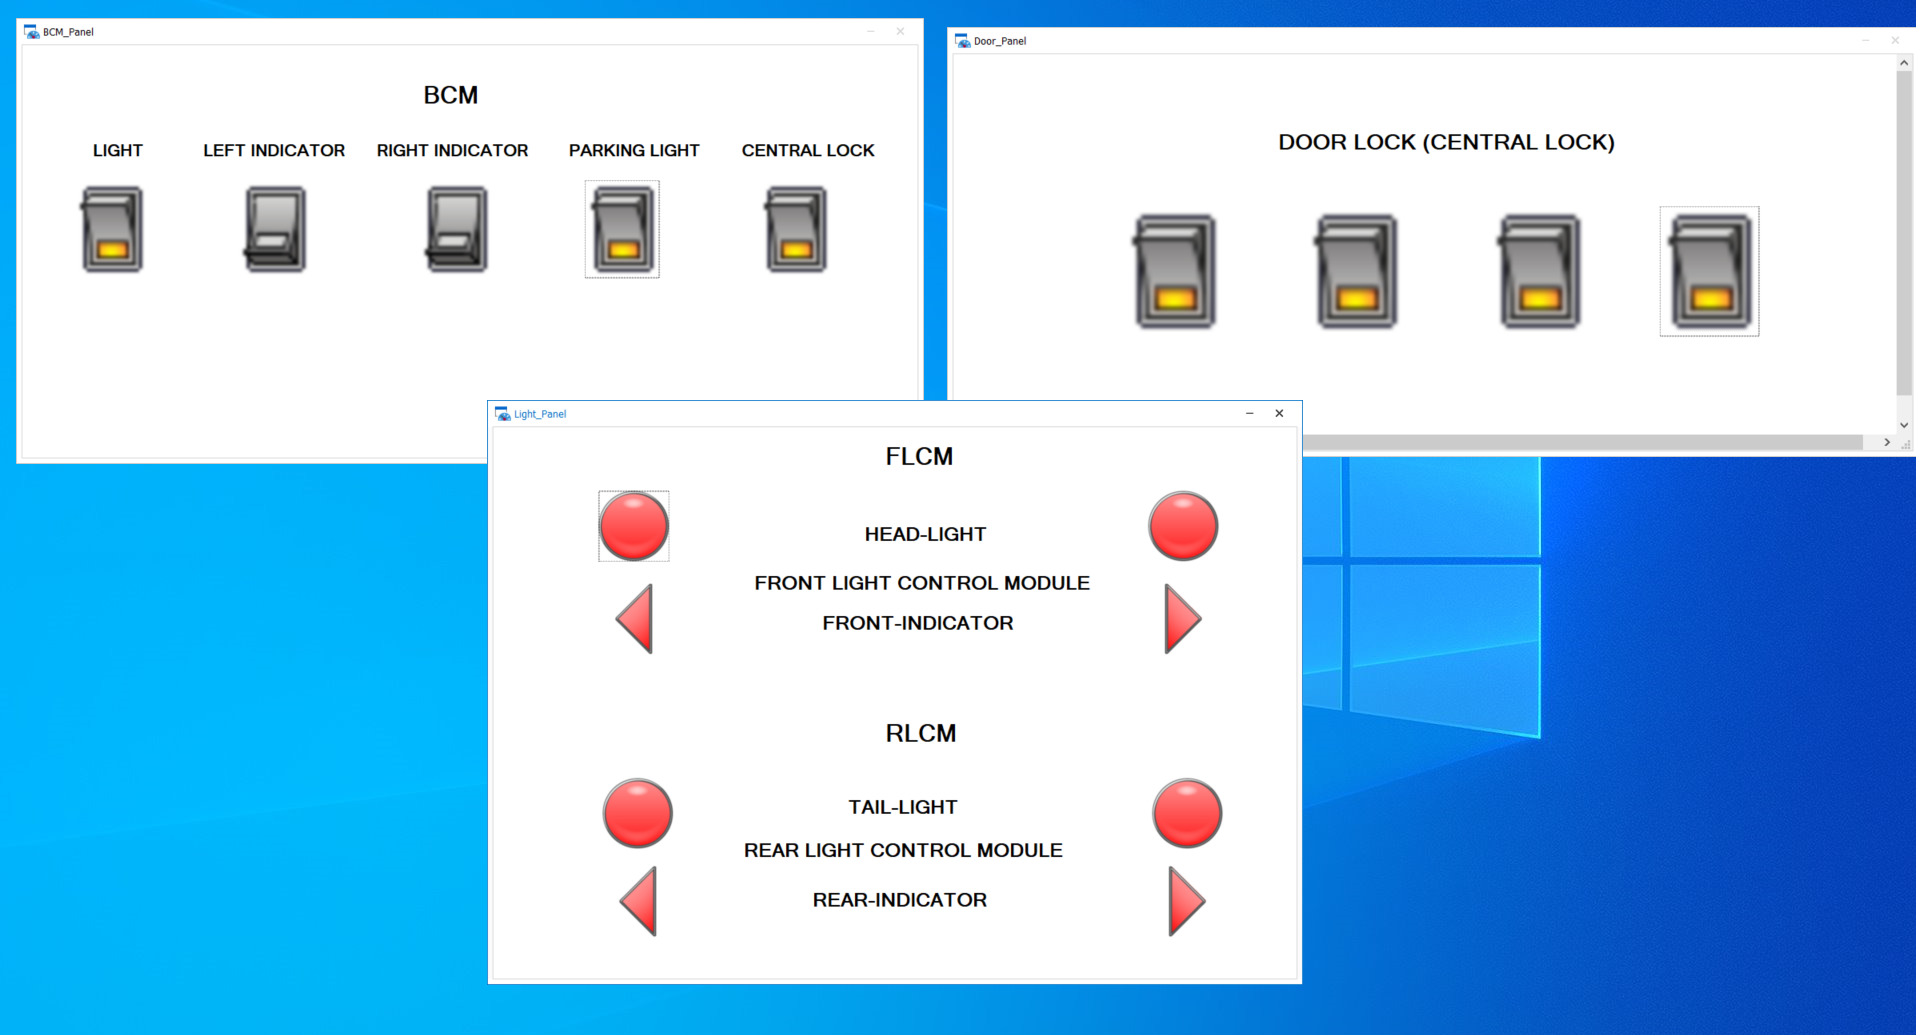 BCM_Panel
BCM
LIGHT LEFT INDICATOR RIGHT INDICATOR PARKING LIGHT CENTRAL LOCK
Door_Panel
DOOR LOCK (CENTRAL LOCK)
Light_Panel
FLCM
HEAD-LIGHT
FRONT LIGHT CONTROL MODULE
FRONT-INDICATOR
RLCM
TAIL-LIGHT
REAR LIGHT CONTROL MODULE
REAR-INDICATOR